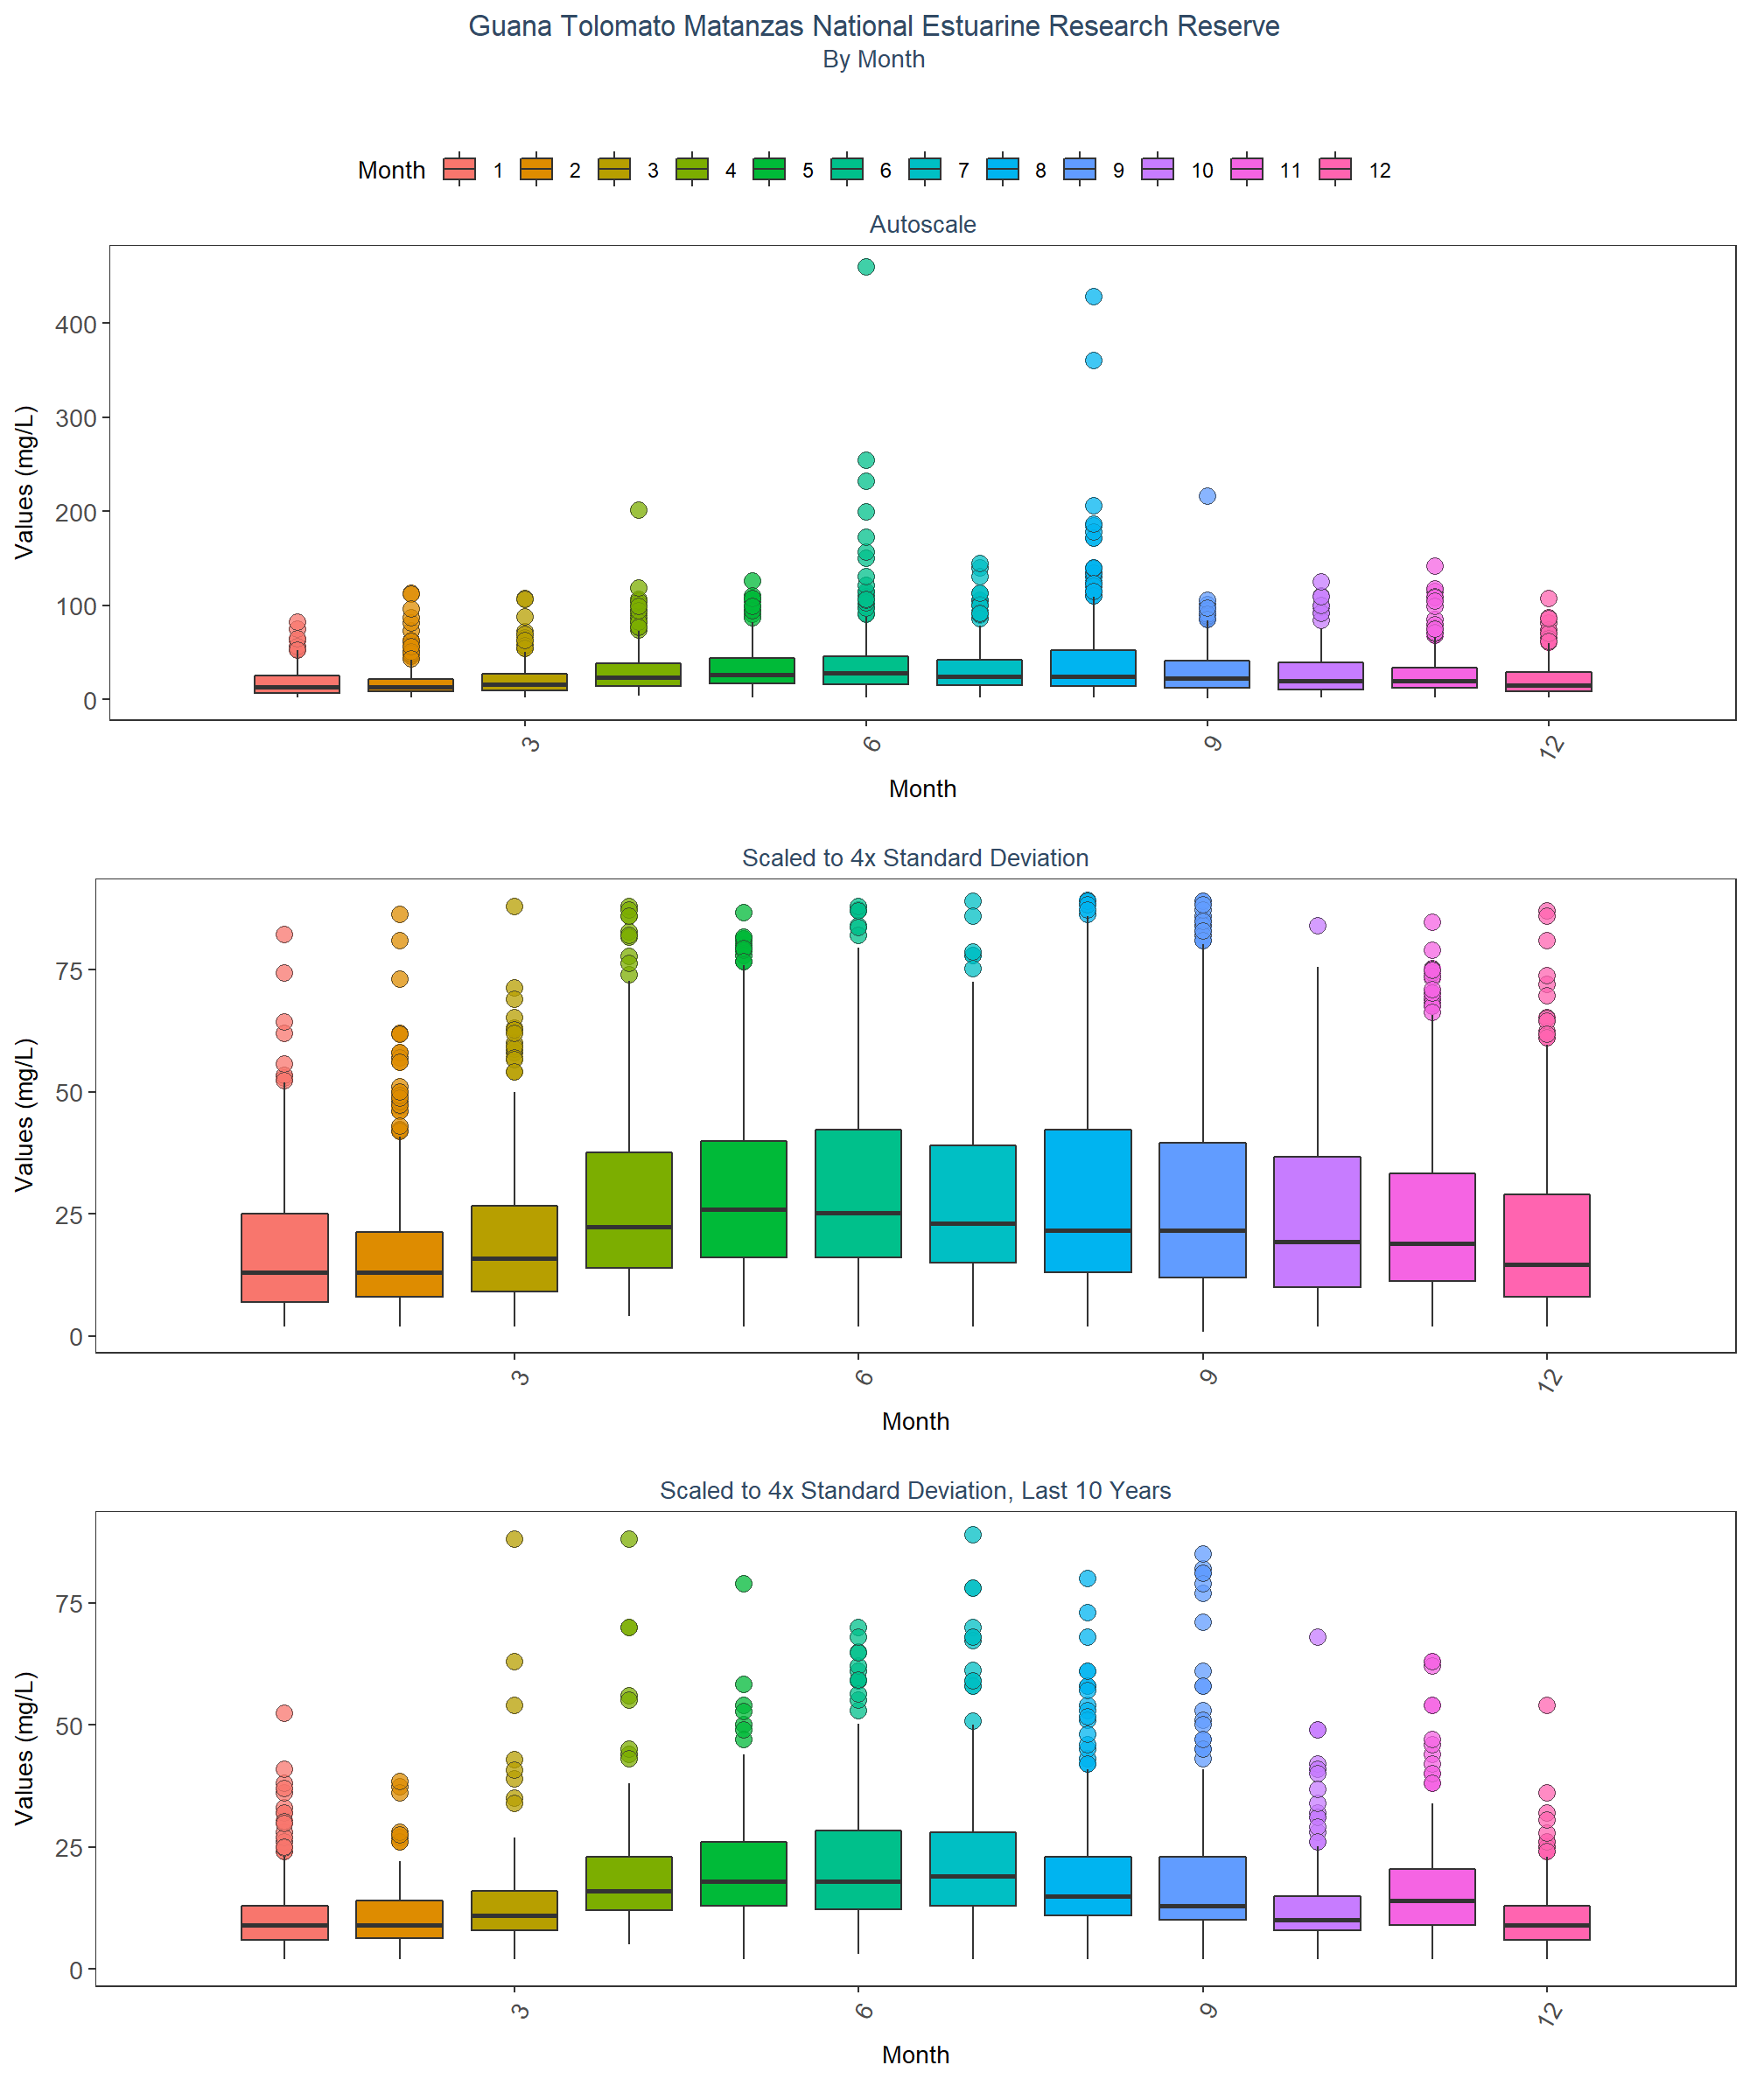 Guana Tolomato Matanzas National Estuarine Research Reserve
By Month
Month 1 2 3 4 5 6 7 8 9 10 11 12
Autoscale
Values (mg/L)
400
300
200
100
0
3 6 9 12
Month
Scaled to 4x Standard Deviation
Values (mg/L)
75
50
25
0
3 6 9 12
Month
Scaled to 4x Standard Deviation, Last 10 Years
Values (mg/L)
75
50
25
0
3 6 9 12
Month